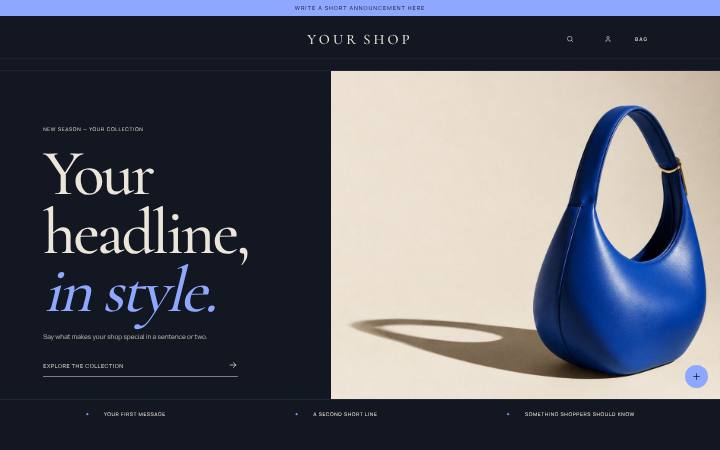 WRITE A SHORT ANNOUNCEMENT HERE
YOUR SHOP
BAG
NEW SEASON — YOUR COLLECTION
Your
headline,
in style.
Say what makes your shop special in a sentence or two.
EXPLORE THE COLLECTION
YOUR FIRST MESSAGE
A SECOND SHORT LINE
SOMETHING SHOPPERS SHOULD KNOW